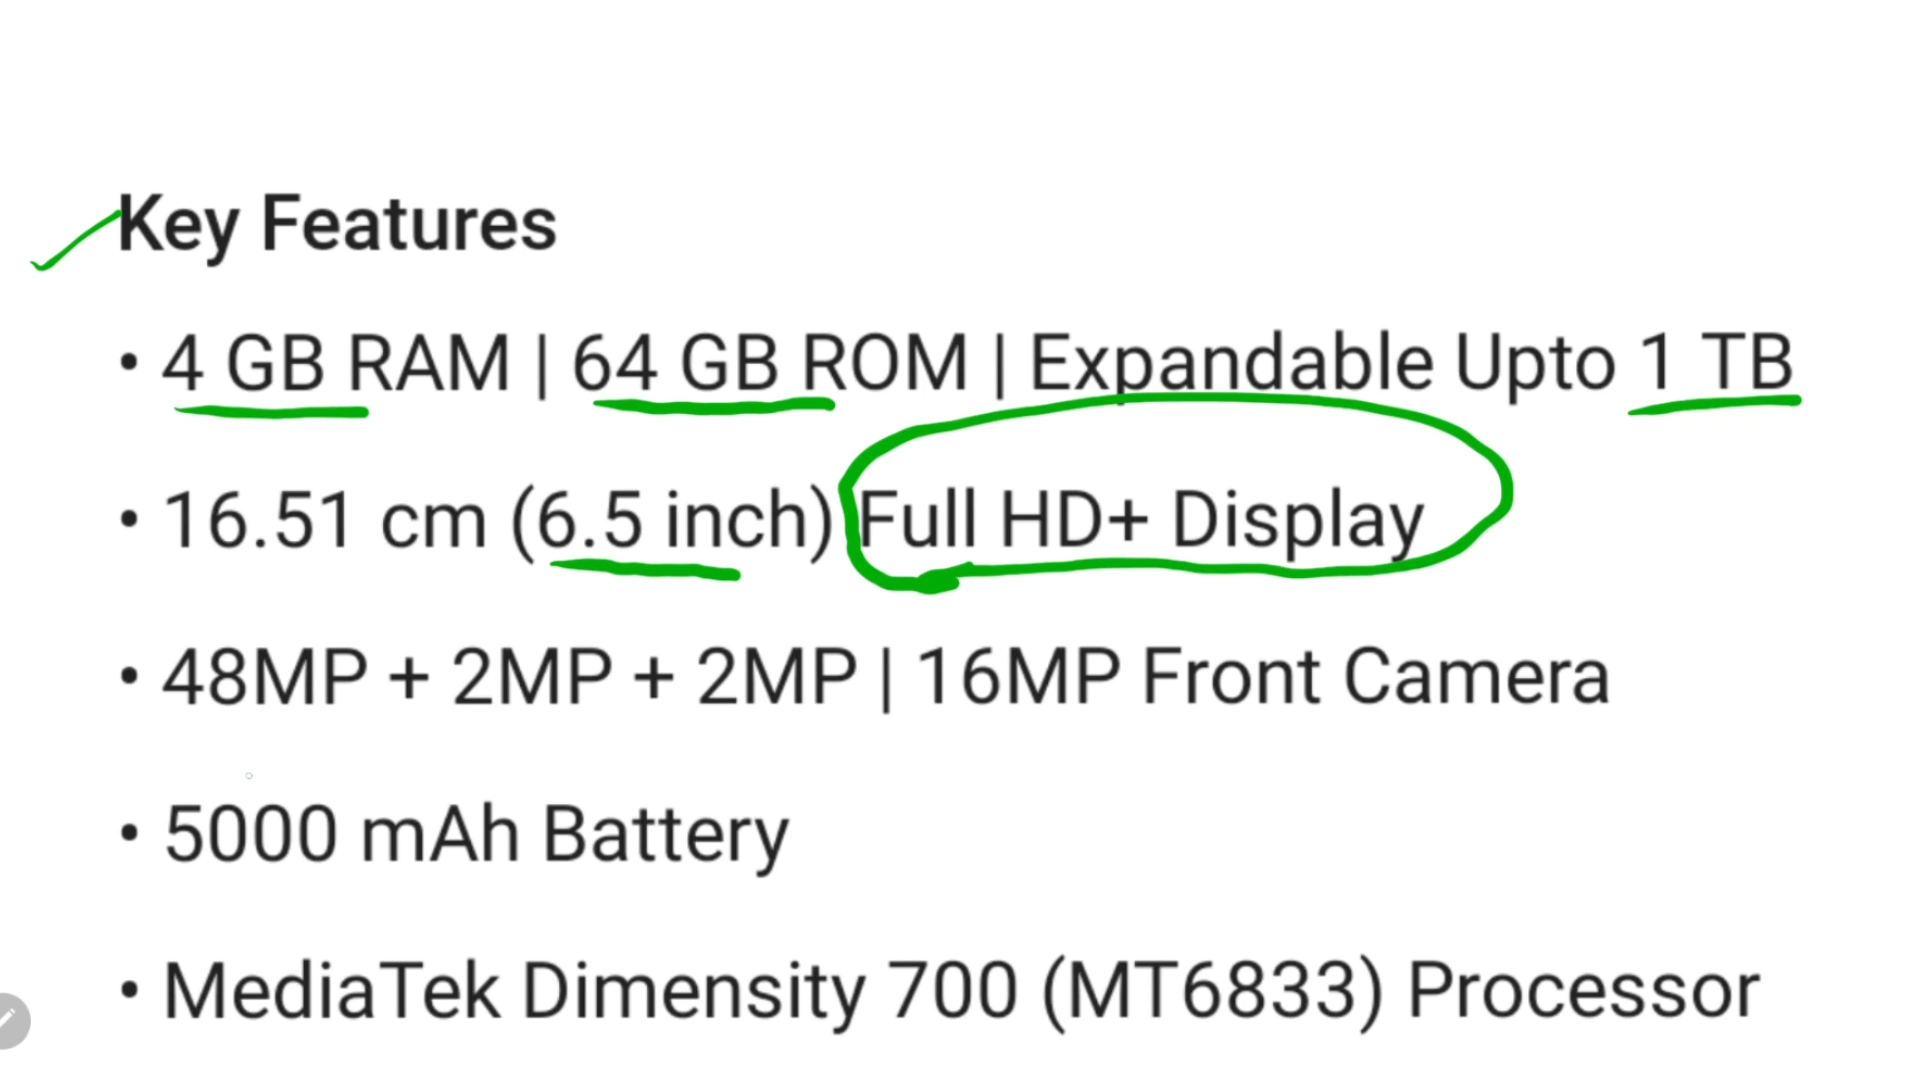 Key Features
• 4 GB RAM | 64 GB ROM | Expandable Upto 1 TB
• 16.51 cm (6.5 inch) Full HD+ Display
• 48MP + 2MP + 2MP | 16MP Front Camera
• 5000 mAh Battery
• MediaTek Dimensity 700 (MT6833) Processor